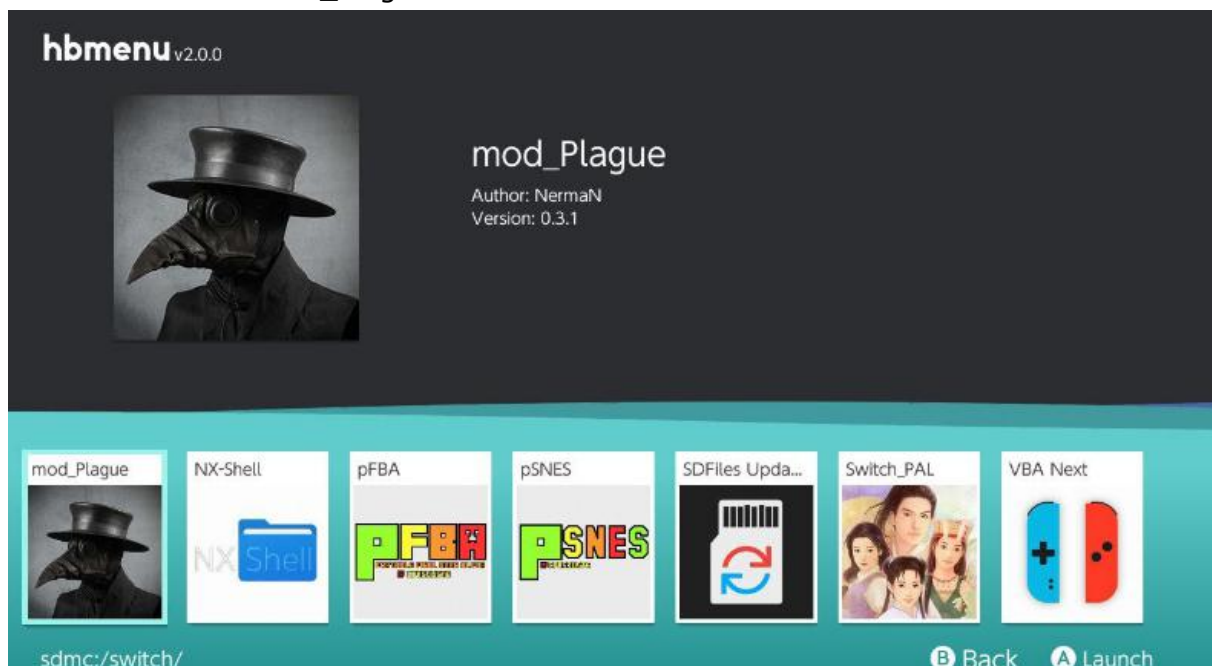 hbmenu v2.0.0
mod_Plague
Author: NermaN
Version: 0.3.1
mod_Plague
NX-Shell
pFBA
pSNES
SDFiles Upda...
Switch_PAL
VBA Next
NX Shell
PFBA
PSNES
sdmc:/switch/
B Back
A Launch